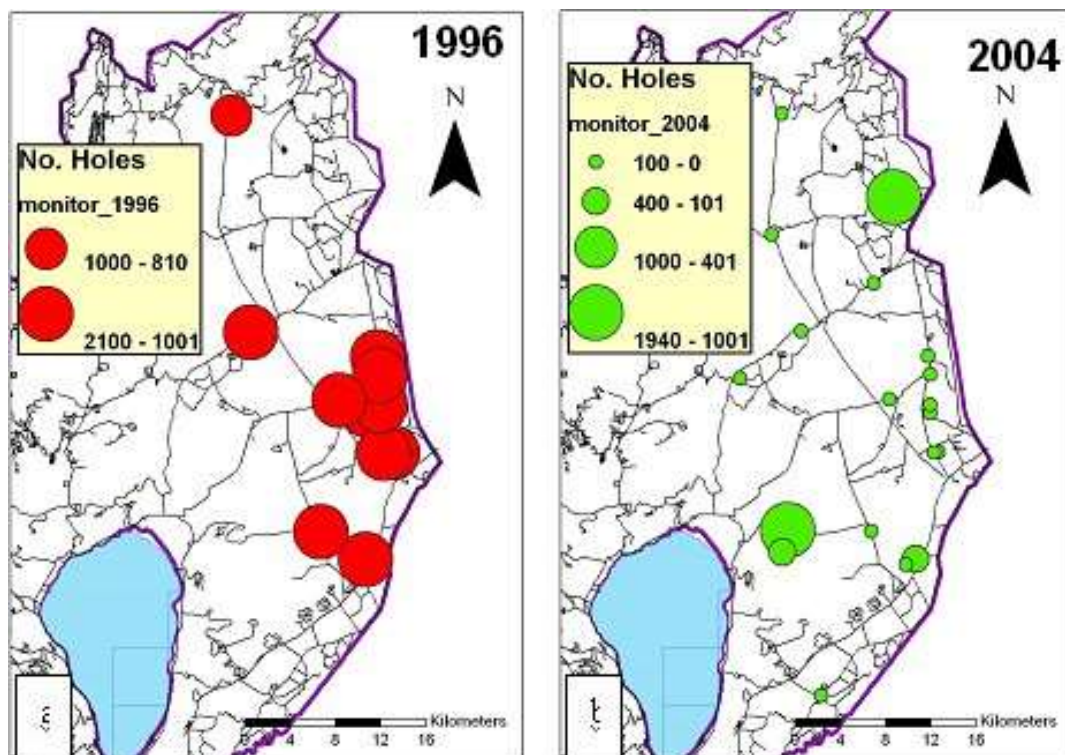 1996
N
No. Holes
monitor_1996
1000 - 810
2100 - 1001
0 4 8 12 16 Kilometers
2004
N
No. Holes
monitor_2004
100 - 0
400 - 101
1000 - 401
1940 - 1001
0 4 8 12 16 Kilometers